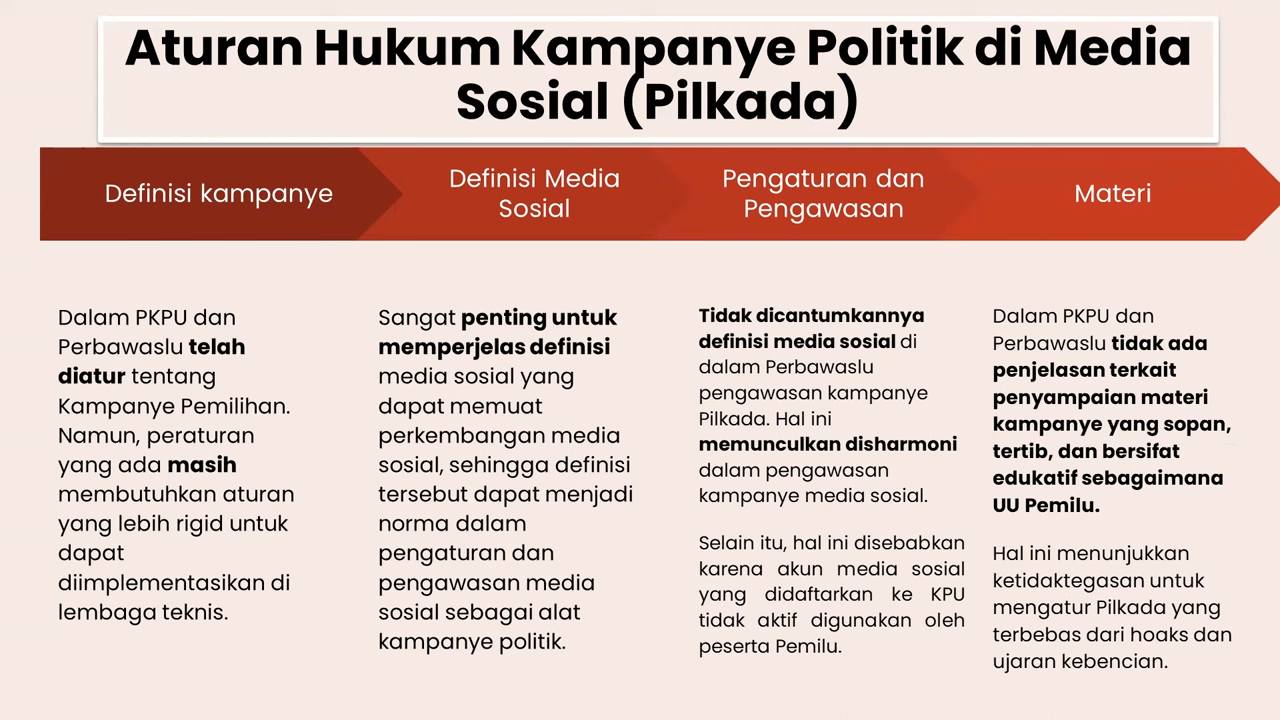 Aturan Hukum Kampanye Politik di Media
Sosial (Pilkada)
Definisi kampanye
Definisi Media
Sosial
Pengaturan dan
Pengawasan
Materi
Dalam PKPU dan
Perbawaslu telah
diatur tentang
Kampanye Pemilihan.
Namun, peraturan
yang ada masih
membutuhkan aturan
yang lebih rigid untuk
dapat
diimplementasikan di
lembaga teknis.
Sangat penting untuk
memperjelas definisi
media sosial yang
dapat memuat
perkembangan media
sosial, sehingga definisi
tersebut dapat menjadi
norma dalam
pengaturan dan
pengawasan media
sosial sebagai alat
kampanye politik.
Tidak dicantumkannya
definisi media sosial di
dalam Perbawaslu
pengawasan kampanye
Pilkada. Hal ini
memunculkan disharmoni
dalam pengawasan
kampanye media sosial.
Selain itu, hal ini disebabkan
karena akun media sosial
yang didaftarkan ke KPU
tidak aktif digunakan oleh
peserta Pemilu.
Dalam PKPU dan
Perbawaslu tidak ada
penjelasan terkait
penyampaian materi
kampanye yang sopan,
tertib, dan bersifat
edukatif sebagaimana
UU Pemilu.
Hal ini menunjukkan
ketidaktegasan untuk
mengatur Pilkada yang
terbebas dari hoaks dan
ujaran kebencian.